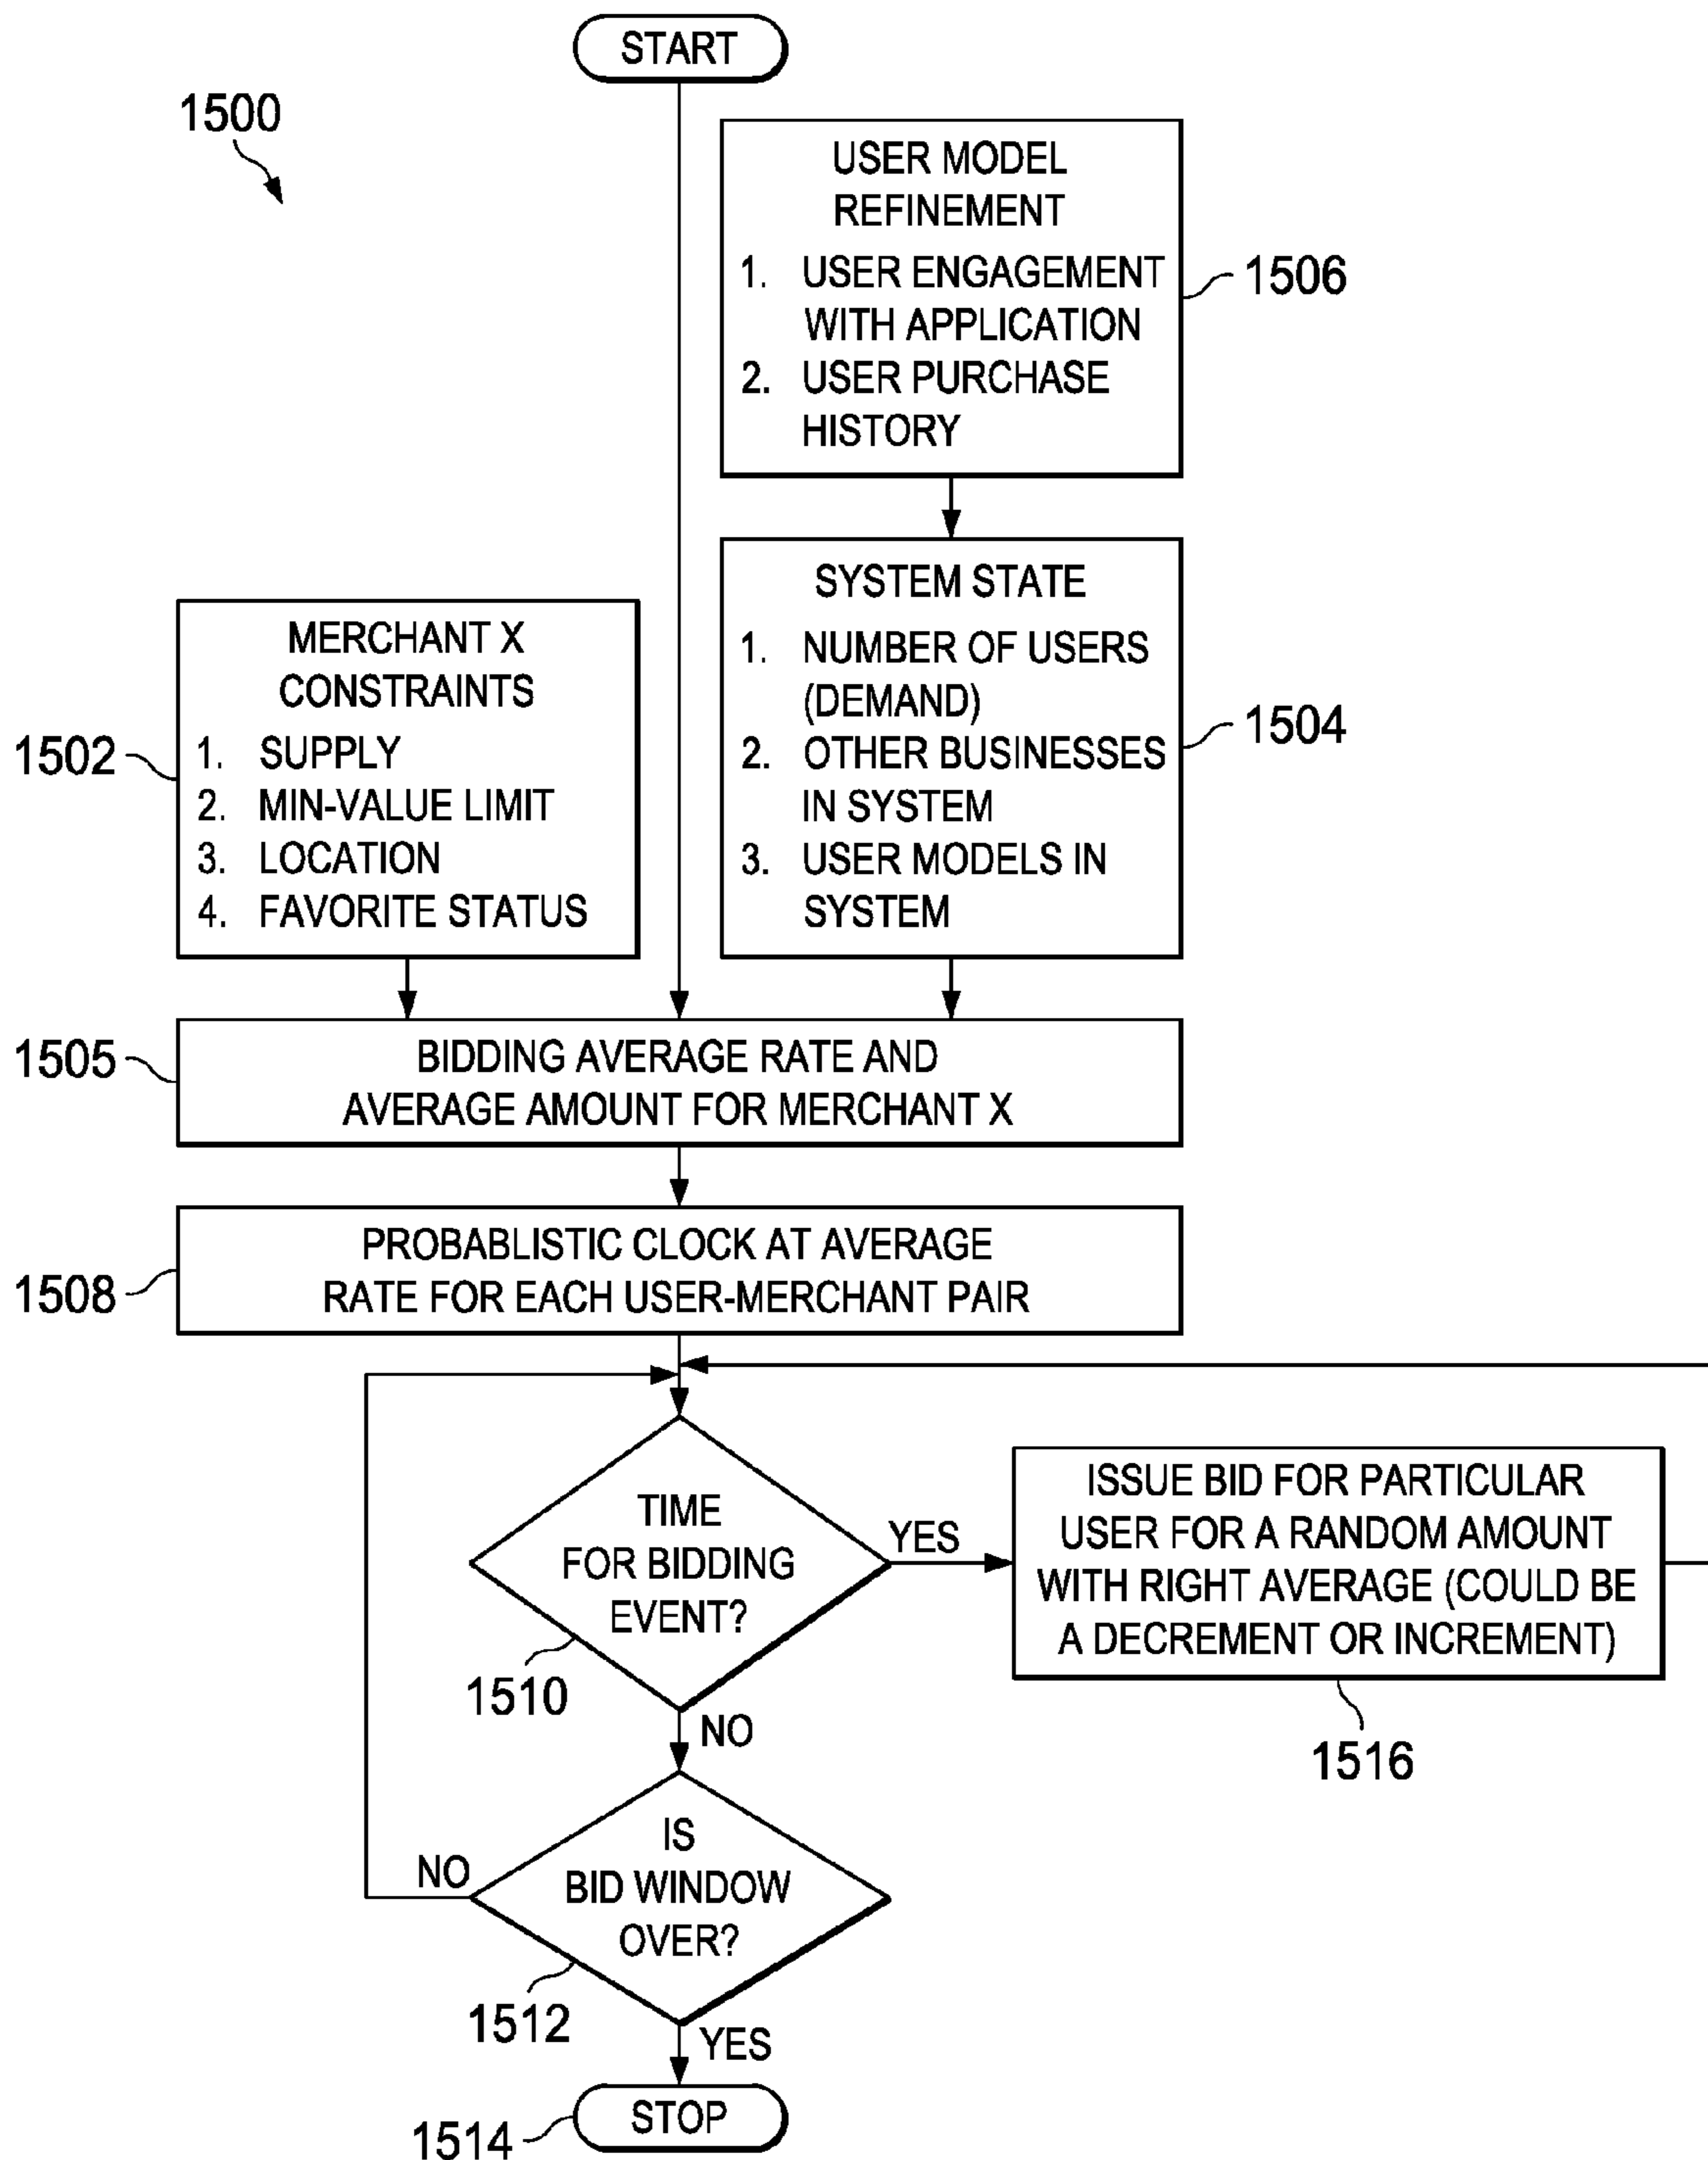 START
1500
USER MODEL
REFINEMENT
1. USER ENGAGEMENT
WITH APPLICATION
2. USER PURCHASE
HISTORY
1506
SYSTEM STATE
1. NUMBER OF USERS
(DEMAND)
2. OTHER BUSINESSES
IN SYSTEM
3. USER MODELS IN
SYSTEM
1504
MERCHANT X
CONSTRAINTS
1. SUPPLY
2. MIN-VALUE LIMIT
3. LOCATION
4. FAVORITE STATUS
1502
BIDDING AVERAGE RATE AND
AVERAGE AMOUNT FOR MERCHANT X
1505
PROBABLISTIC CLOCK AT AVERAGE
RATE FOR EACH USER-MERCHANT PAIR
1508
TIME
FOR BIDDING
EVENT?
1510
YES
ISSUE BID FOR PARTICULAR
USER FOR A RANDOM AMOUNT
WITH RIGHT AVERAGE (COULD BE
A DECREMENT OR INCREMENT)
1516
NO
IS
BID WINDOW
OVER?
1512
NO
YES
STOP
1514